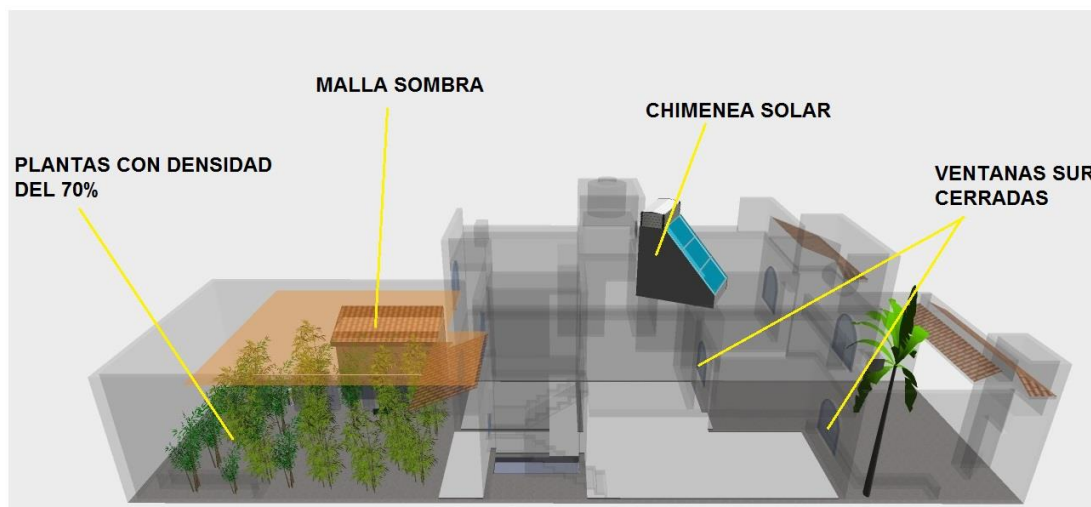 MALLA SOMBRA
CHIMENEA SOLAR
PLANTAS CON DENSIDAD
DEL 70%
VENTANAS SUR
CERRADAS